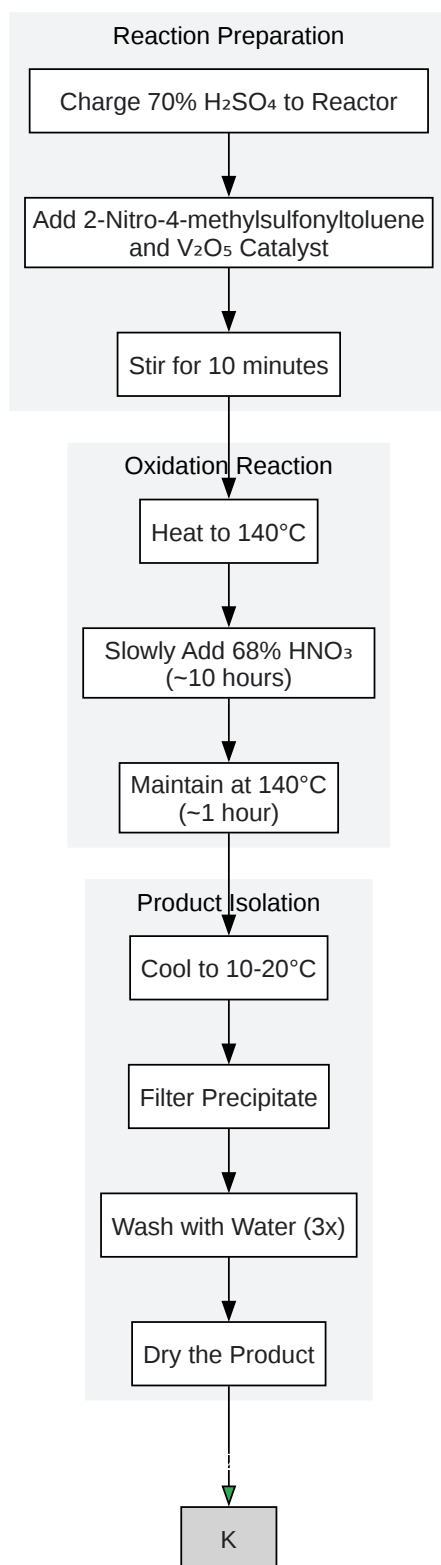 Reaction Preparation
Charge 70% H₂SO₄ to Reactor
Add 2-Nitro-4-methylsulfonyltoluene
and V₂O₅ Catalyst
Stir for 10 minutes
Oxidation Reaction
Heat to 140°C
Slowly Add 68% HNO₃
(~10 hours)
Maintain at 140°C
(~1 hour)
Product Isolation
Cool to 10-20°C
Filter Precipitate
Wash with Water (3x)
Dry the Product
K